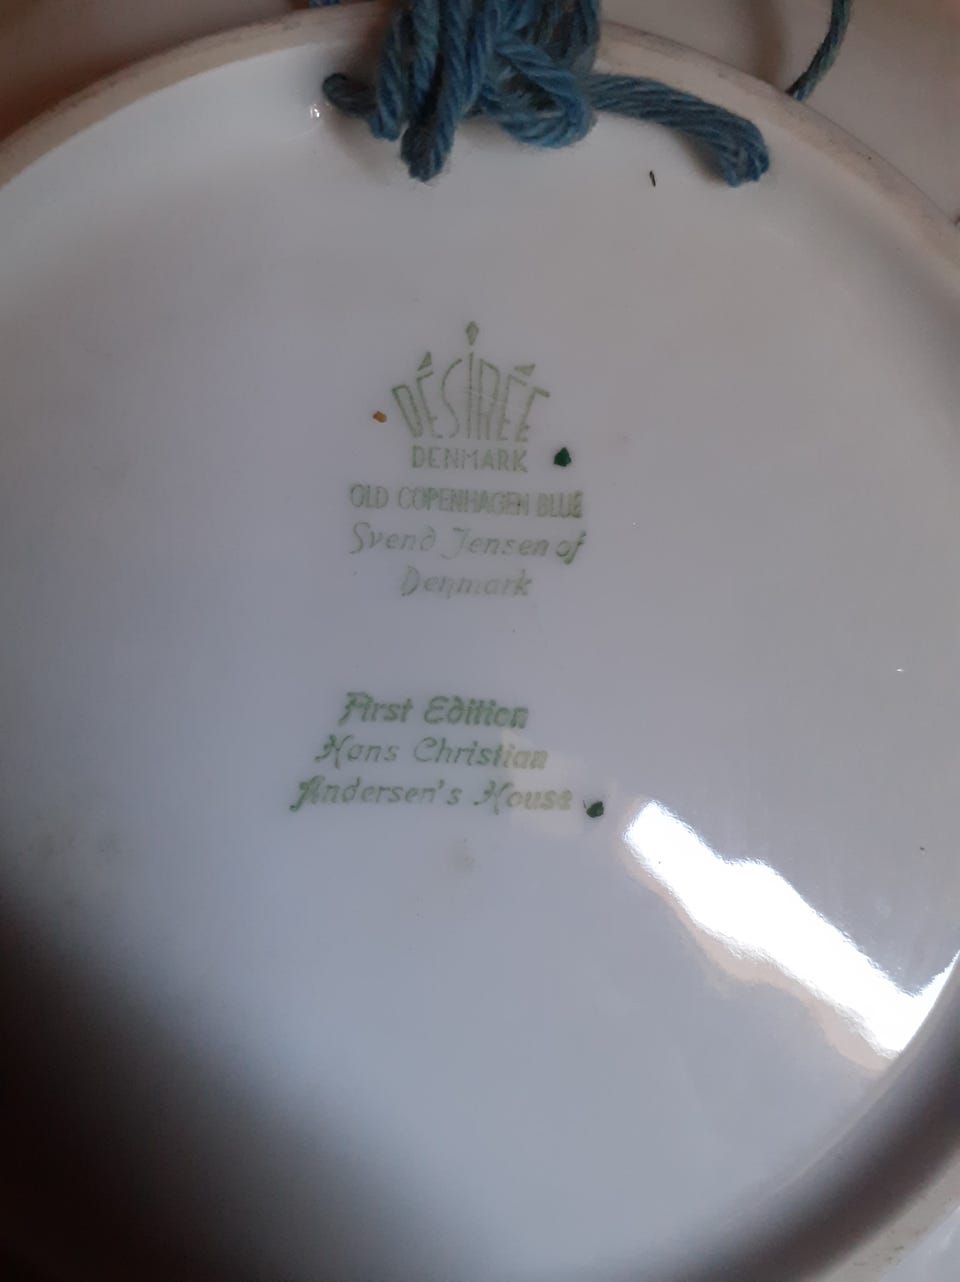 DÉSIRÉE
DENMARK
OLD COPENHAGEN BLUE
Svend Jensen of
Denmark
First Edition
Hans Christian
Andersen's House